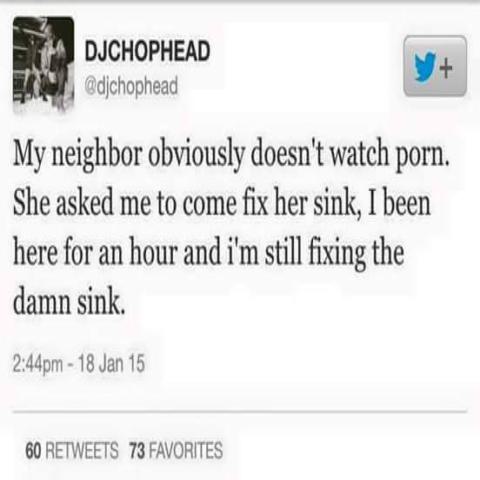 DJCHOPHEAD
@djchophead
My neighbor obviously doesn't watch porn.
She asked me to come fix her sink, I been
here for an hour and i'm still fixing the
damn sink.
2:44pm - 18 Jan 15
60 RETWEETS 73 FAVORITES